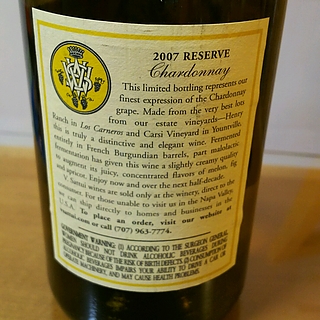 2007 RESERVE
Chardonnay
This limited bottling represents our
finest expression of the Chardonnay
grape. Made from the very best lots
from our estate vineyards—Henry
Ranch in Los Carneros and Carsi Vineyard in Yountville.
this is truly a distinctive and elegant wine. Fermented
entirely in French Burgundian barrels, part malolactic
fermentation has given this wine a slightly creamy quality
to augment its juicy, concentrated flavors of melon, fig
and apricot. Enjoy now and over the next half-decade.
Sattui wines are sold only at the winery, direct to the
customer. For those unable to visit us in the Napa Valley,
we can ship directly to homes and businesses in the
U.S.A. To place an order, visit our website at
or call (707) 963-7774.
GOVERNMENT WARNING: (1) ACCORDING TO THE SURGEON GENERAL,
WOMEN SHOULD NOT DRINK ALCOHOLIC BEVERAGES DURING
PREGNANCY BECAUSE OF THE RISK OF BIRTH DEFECTS. (2) CONSUMPTION OF
ALCOHOLIC BEVERAGES IMPAIRS YOUR ABILITY TO DRIVE A CAR OR
OPERATE MACHINERY, AND MAY CAUSE HEALTH PROBLEMS.